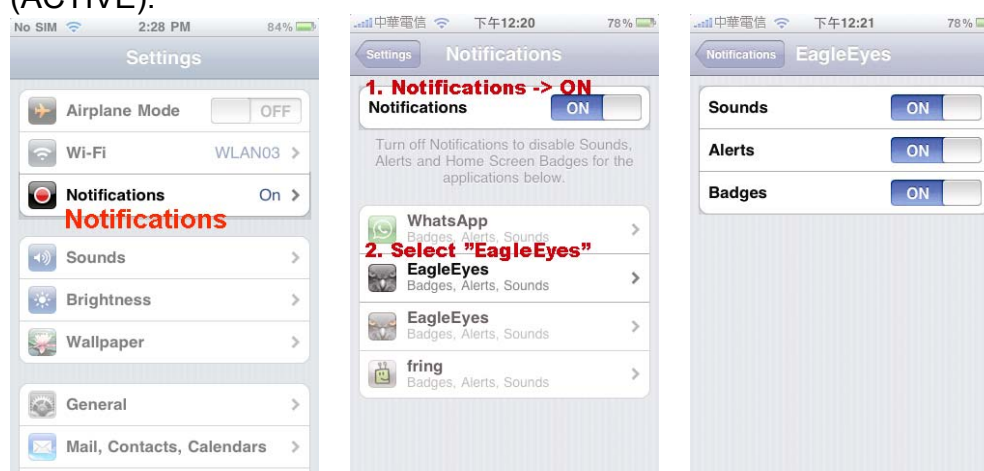 (ACTIVE).
No SIM 2:28 PM 84%
Settings
Airplane Mode OFF
Wi-Fi WLAN03
Notifications On
Notifications
Sounds
Brightness
Wallpaper
General
Mail, Contacts, Calendars
中華電信 下午12:20 78%
Settings Notifications
1. Notifications -> ON
Notifications ON
Turn off Notifications to disable Sounds,
Alerts and Home Screen Badges for the
applications below.
WhatsApp
Badges, Alerts, Sounds
2. Select ”EagleEyes”
EagleEyes
Badges, Alerts, Sounds
EagleEyes
Badges, Alerts, Sounds
fring
Badges, Alerts, Sounds
中華電信 下午12:21 78%
Notifications EagleEyes
Sounds ON
Alerts ON
Badges ON